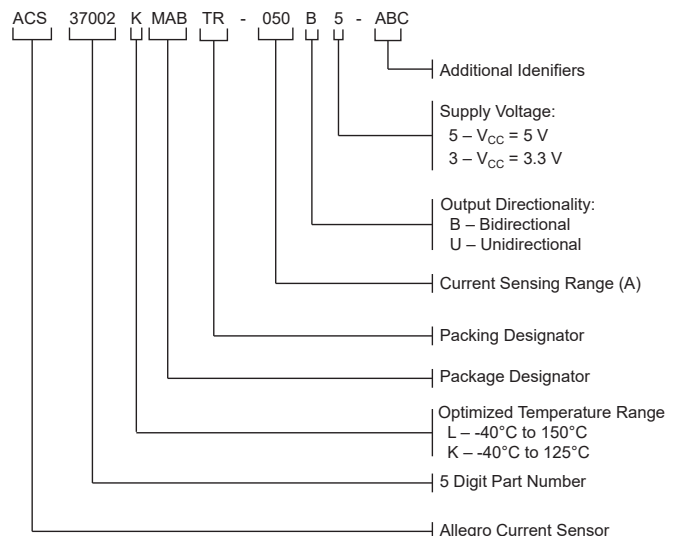 ACS 37002 K MAB TR - 050 B 5 - ABC
Additional Idenifiers
Supply Voltage:
5 – VCC = 5 V
3 – VCC = 3.3 V
Output Directionality:
B – Bidirectional
U – Unidirectional
Current Sensing Range (A)
Packing Designator
Package Designator
Optimized Temperature Range
L – -40°C to 150°C
K – -40°C to 125°C
5 Digit Part Number
Allegro Current Sensor